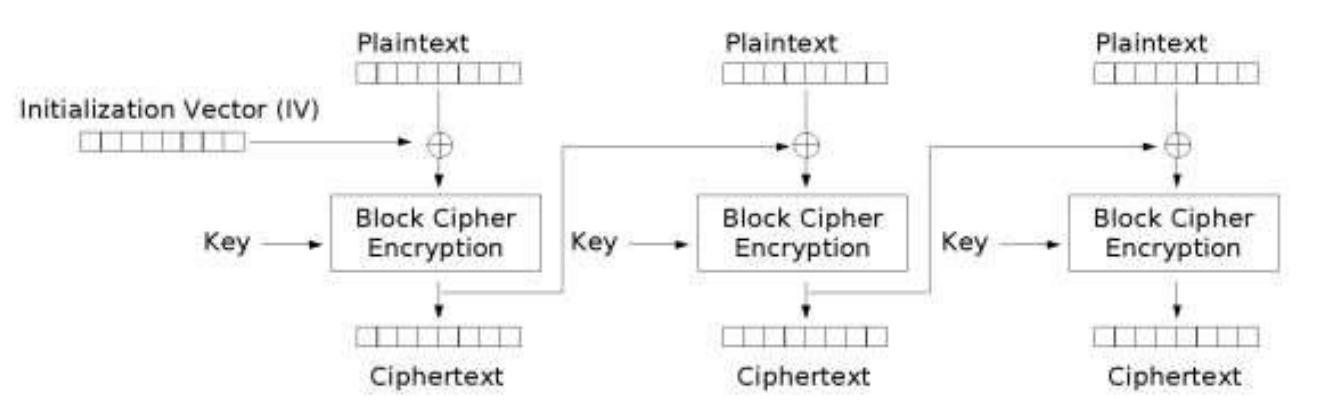 Plaintext
Plaintext
Plaintext
Initialization Vector (IV)
Key
Block Cipher
Encryption
Key
Block Cipher
Encryption
Key
Block Cipher
Encryption
Ciphertext
Ciphertext
Ciphertext